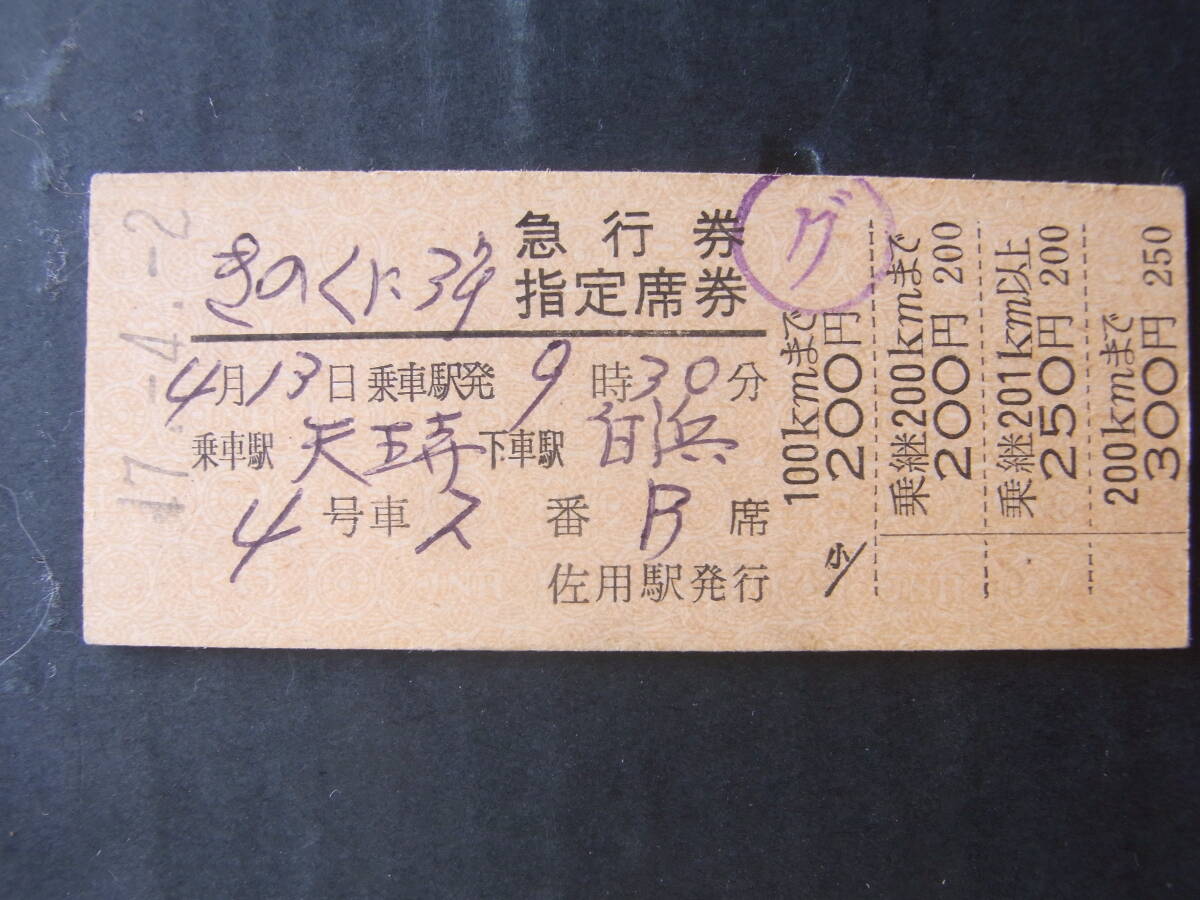 47.-4.-2
きのくに3号
急行券
指定席券
グ
4月13日乗車駅発9時30分
乗車駅 天王寺 下車駅 白浜
4号車 2番 B席
佐用駅発行
100kmまで
200円
小
乗継200kmまで
200円 200
乗継201km以上
250円 200
200kmまで
300円 250